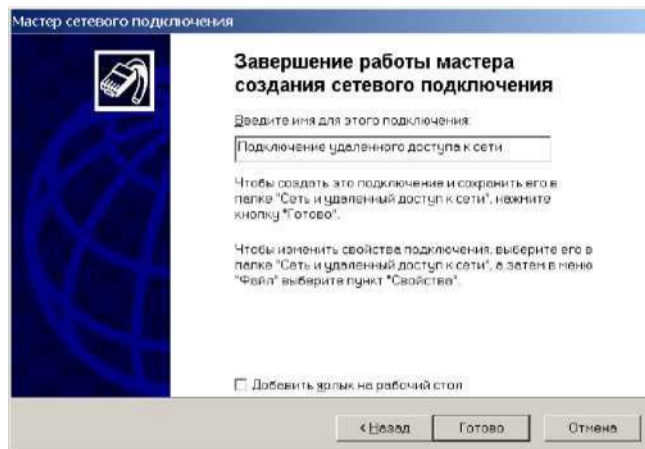 Мастер сетевого подключения
Завершение работы мастера
создания сетевого подключения
Введите имя для этого подключения:
Подключение удаленного доступа к сети
Чтобы создать это подключение и сохранить его в
папке "Сеть и удаленный доступ к сети", нажмите
кнопку "Готово".
Чтобы изменить свойства подключения, выберите его в
папке "Сеть и удаленный доступ к сети", а затем в меню
"Файл" выберите пункт "Свойства".
Добавить ярлык на рабочий стол
< Назад
Готово
Отмена